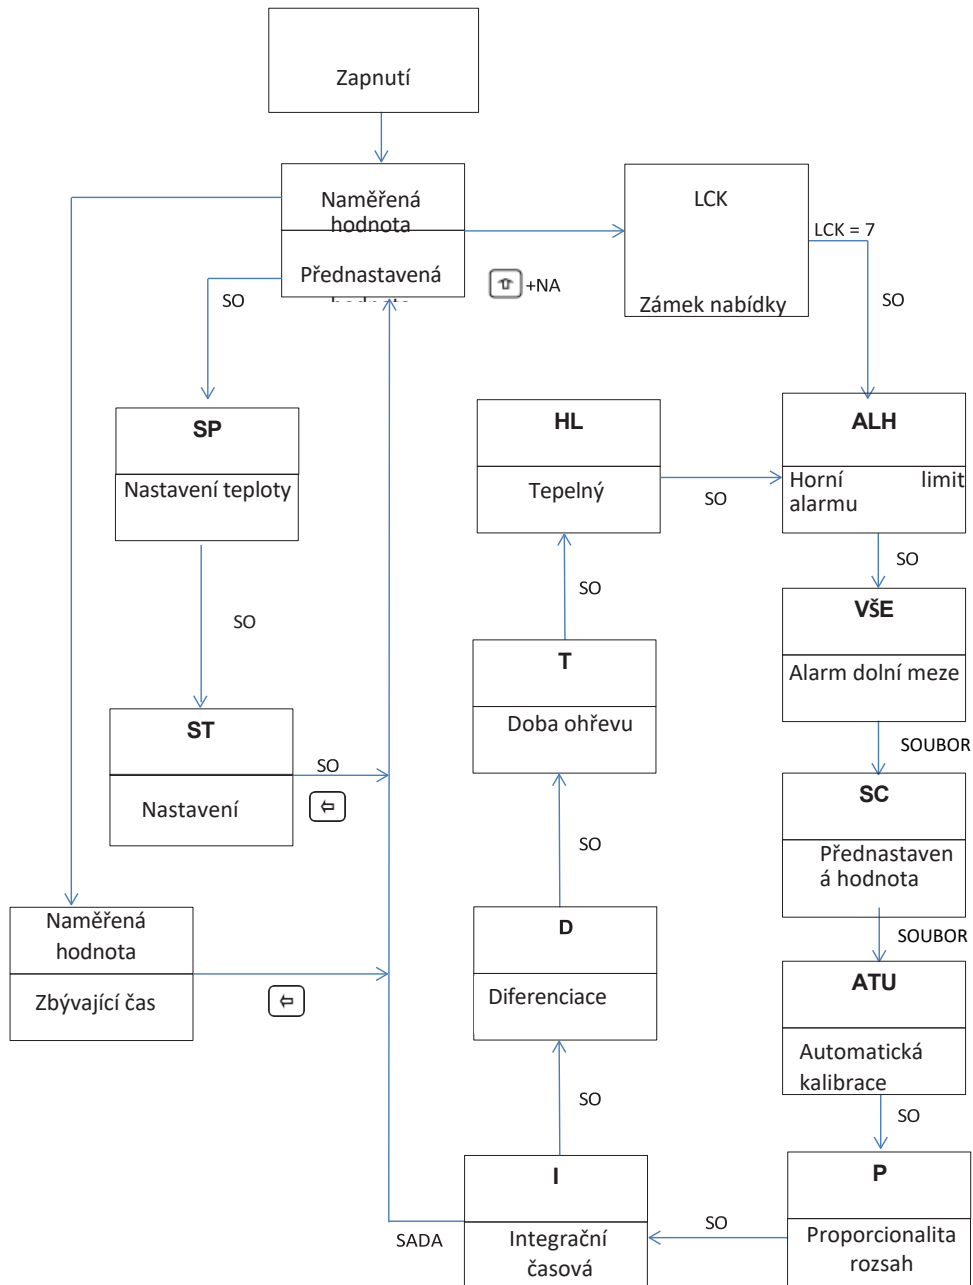 Zapnutí
Naměřená
hodnota
Přednastavená
hodnota
+NA
LCK
Zámek nabídky
LCK = 7
SO
SO
SP
Nastavení teploty
SO
ST
Nastavení
SO
Naměřená
hodnota
Zbývající čas
HL
Tepelný
SO
SO
T
Doba ohřevu
SO
D
Diferenciace
SO
I
Integrační
časová
SADA
SO
ALH
Horní limit
alarmu
SO
VŠE
Alarm dolní meze
SOUBOR
SC
Přednastaven
á hodnota
SOUBOR
ATU
Automatická
kalibrace
SO
P
Proporcionalita
rozsah